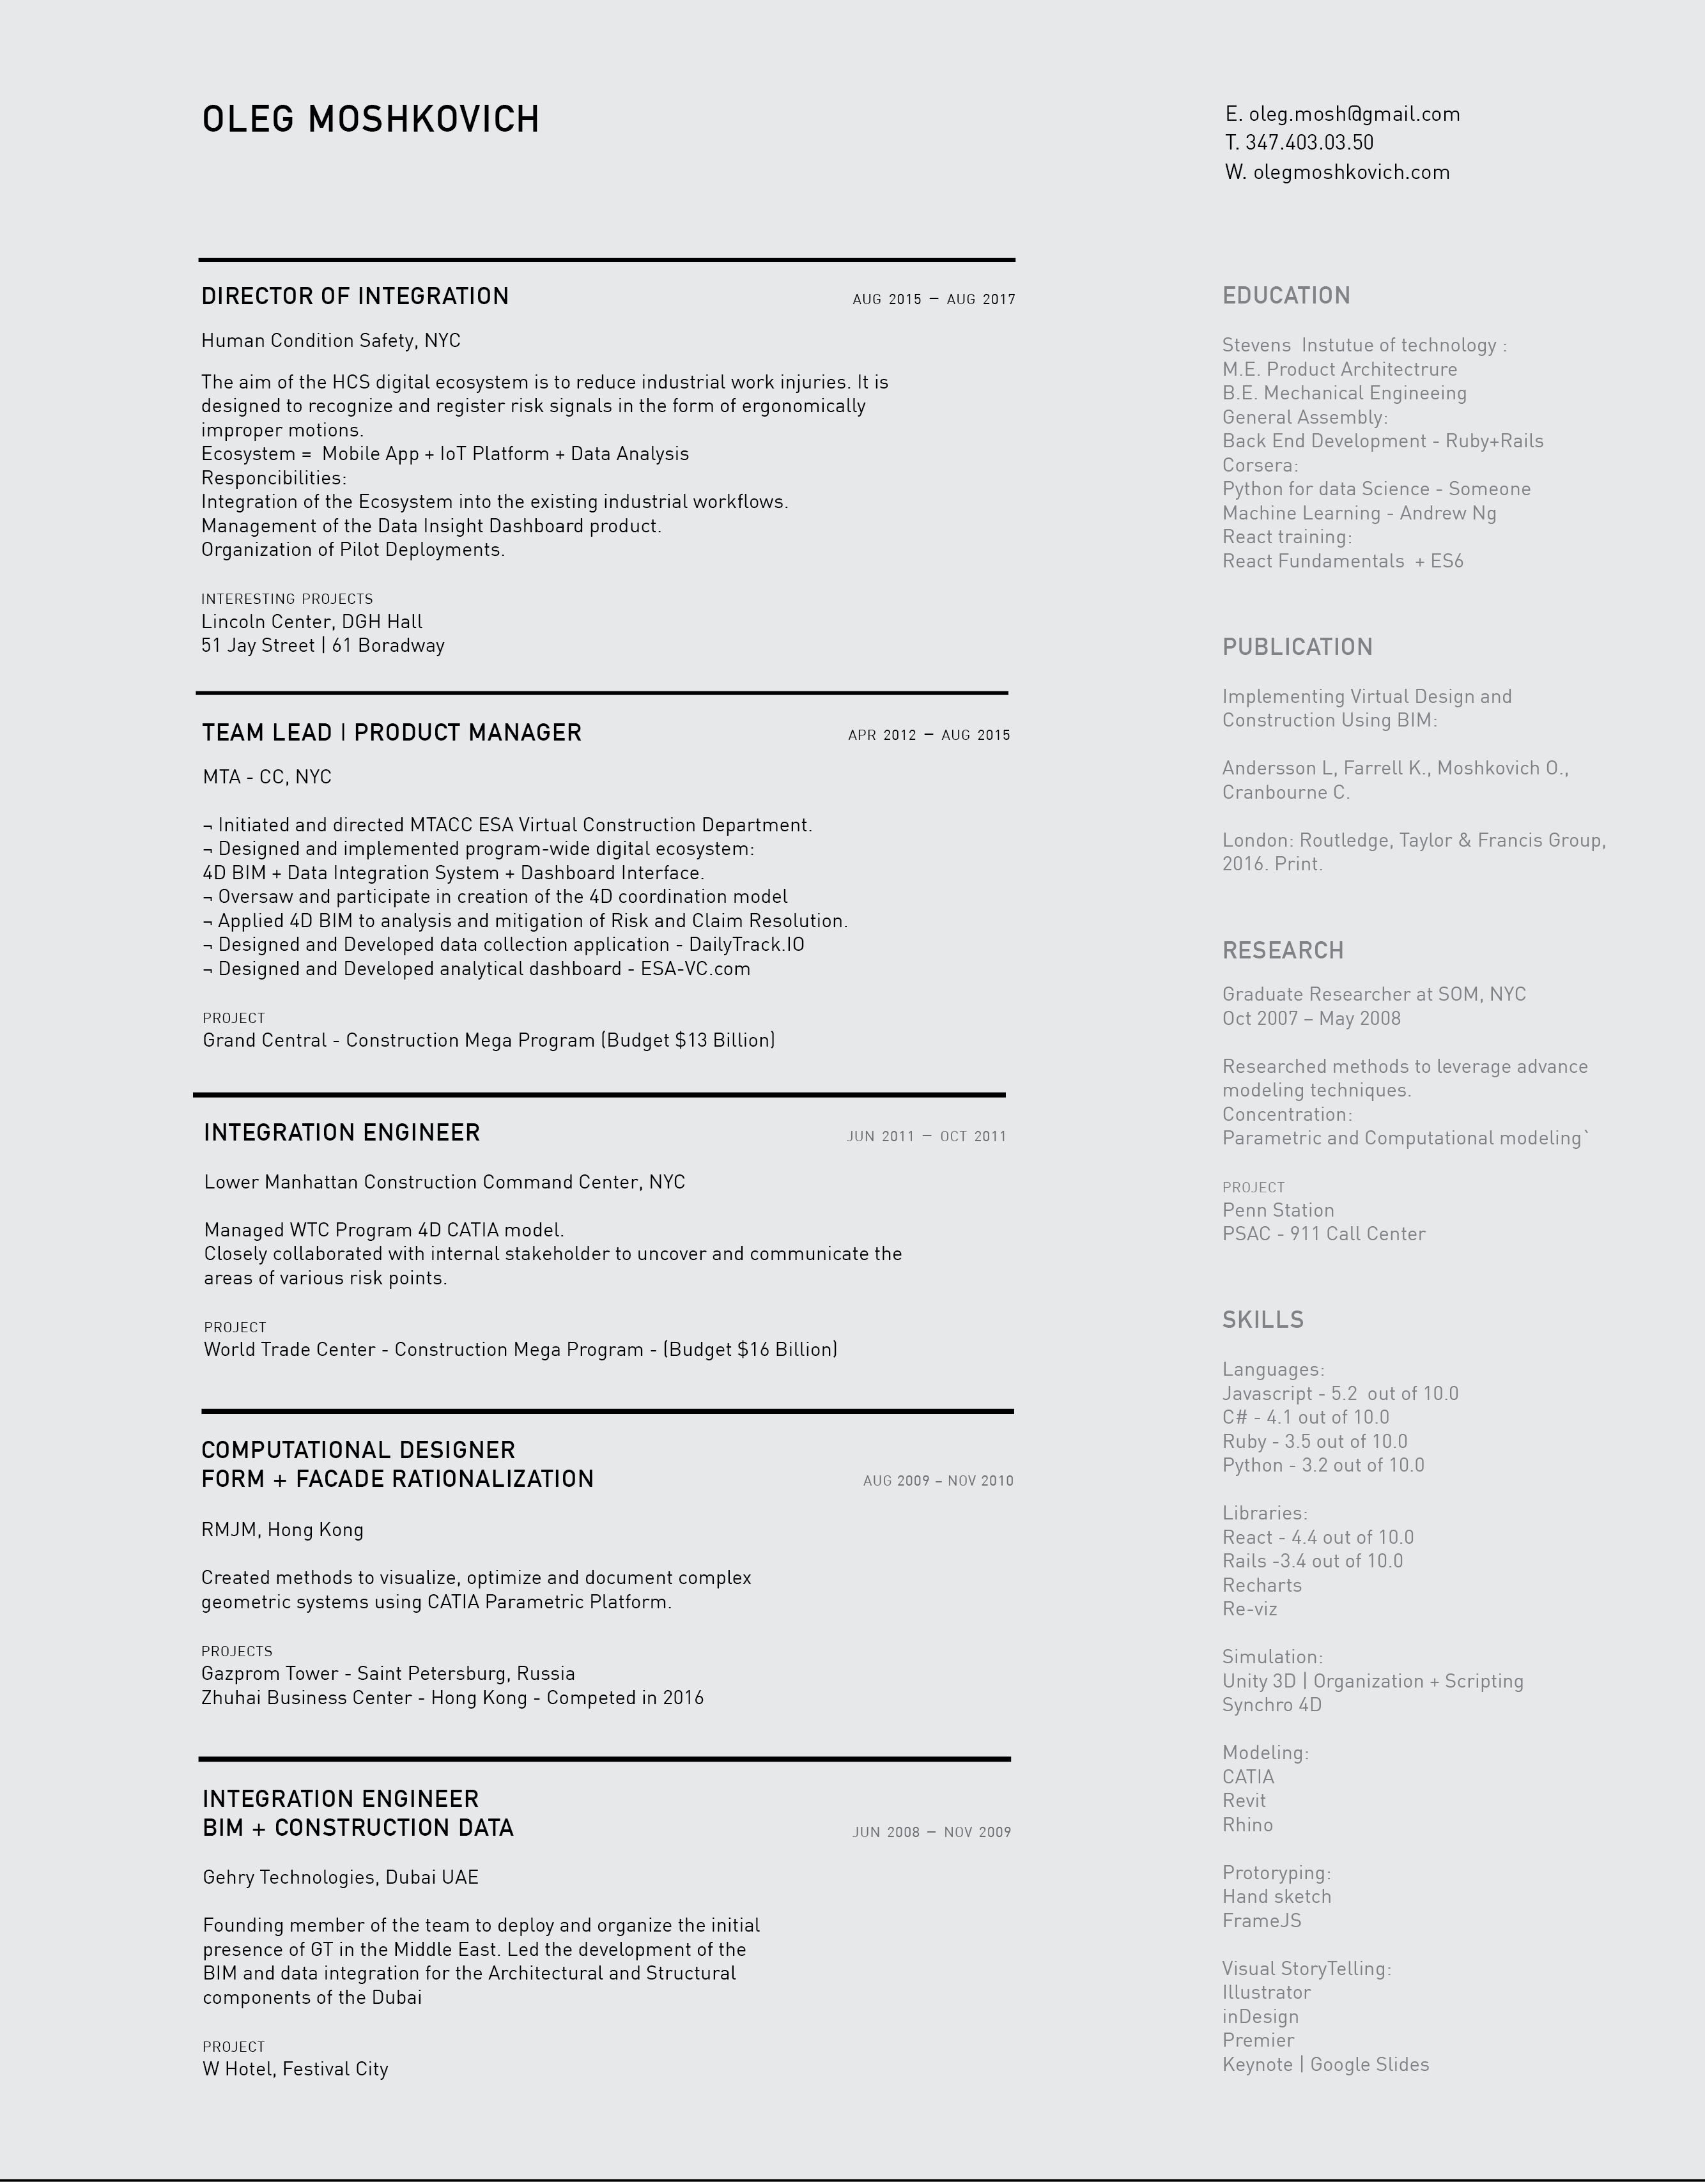 OLEG MOSHKOVICH
E. oleg.mosh@gmail.com
T. 347.403.03.50
W. olegmoshkovich.com
DIRECTOR OF INTEGRATION
AUG 2015 — AUG 2017
Human Condition Safety, NYC
The aim of the HCS digital ecosystem is to reduce industrial work injuries. It is
designed to recognize and register risk signals in the form of ergonomically
improper motions.
Ecosystem =  Mobile App + IoT Platform + Data Analysis
Responcibilities:
Integration of the Ecosystem into the existing industrial workflows.
Management of the Data Insight Dashboard product.
Organization of Pilot Deployments.
INTERESTING PROJECTS
Lincoln Center, DGH Hall
51 Jay Street | 61 Boradway
TEAM LEAD | PRODUCT MANAGER
APR 2012 — AUG 2015
MTA - CC, NYC
¬ Initiated and directed MTACC ESA Virtual Construction Department.
¬ Designed and implemented program-wide digital ecosystem:
4D BIM + Data Integration System + Dashboard Interface.
¬ Oversaw and participate in creation of the 4D coordination model
¬ Applied 4D BIM to analysis and mitigation of Risk and Claim Resolution.
¬ Designed and Developed data collection application - DailyTrack.IO
¬ Designed and Developed analytical dashboard - ESA-VC.com
PROJECT
Grand Central - Construction Mega Program (Budget $13 Billion)
INTEGRATION ENGINEER
JUN 2011 — OCT 2011
Lower Manhattan Construction Command Center, NYC
Managed WTC Program 4D CATIA model.
Closely collaborated with internal stakeholder to uncover and communicate the
areas of various risk points.
PROJECT
World Trade Center - Construction Mega Program - (Budget $16 Billion)
COMPUTATIONAL DESIGNER
FORM + FACADE RATIONALIZATION
AUG 2009 – NOV 2010
RMJM, Hong Kong
Created methods to visualize, optimize and document complex
geometric systems using CATIA Parametric Platform.
PROJECTS
Gazprom Tower - Saint Petersburg, Russia
Zhuhai Business Center - Hong Kong - Competed in 2016
INTEGRATION ENGINEER
BIM + CONSTRUCTION DATA
JUN 2008 — NOV 2009
Gehry Technologies, Dubai UAE
Founding member of the team to deploy and organize the initial
presence of GT in the Middle East. Led the development of the
BIM and data integration for the Architectural and Structural
components of the Dubai
PROJECT
W Hotel, Festival City
EDUCATION
Stevens  Instutue of technology :
M.E. Product Architectrure
B.E. Mechanical Engineeing
General Assembly:
Back End Development - Ruby+Rails
Corsera:
Python for data Science - Someone
Machine Learning - Andrew Ng
React training:
React Fundamentals  + ES6
PUBLICATION
Implementing Virtual Design and
Construction Using BIM:
Andersson L, Farrell K., Moshkovich O.,
Cranbourne C.
London: Routledge, Taylor & Francis Group,
2016. Print.
RESEARCH
Graduate Researcher at SOM, NYC
Oct 2007 – May 2008
Researched methods to leverage advance
modeling techniques.
Concentration:
Parametric and Computational modeling`
PROJECT
Penn Station
PSAC - 911 Call Center
SKILLS
Languages:
Javascript - 5.2  out of 10.0
C# - 4.1 out of 10.0
Ruby - 3.5 out of 10.0
Python - 3.2 out of 10.0
Libraries:
React - 4.4 out of 10.0
Rails -3.4 out of 10.0
Recharts
Re-viz
Simulation:
Unity 3D | Organization + Scripting
Synchro 4D
Modeling:
CATIA
Revit
Rhino
Protoryping:
Hand sketch
FrameJS
Visual StoryTelling:
Illustrator
inDesign
Premier
Keynote | Google Slides